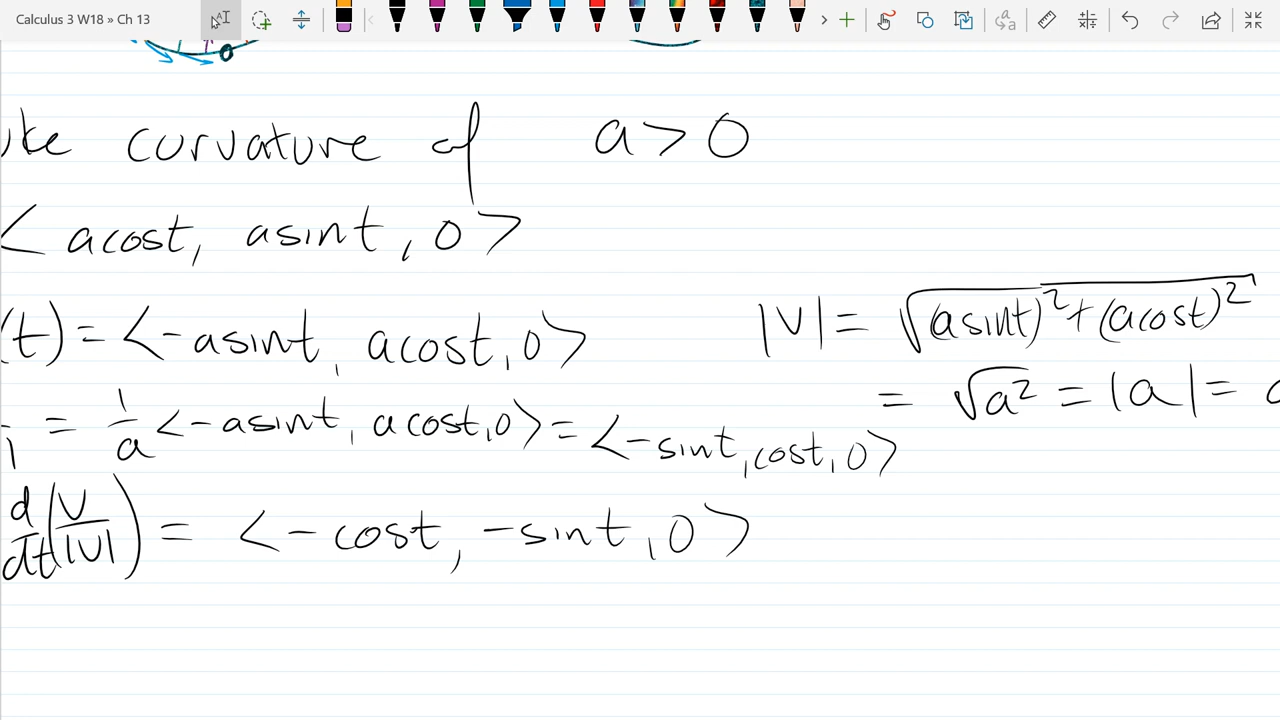 Calculus 3 W18 » Ch 13
curvature of a > 0
< acost, asint, 0 >
(t) = < -asint, acost, 0 >
|V| = √(asint)² + (acost)²
= √a² = |a| =
= 1/a < -asint, acost, 0 > = < -sint, cost, 0 >
d/dt (V/|V|) = < -cost, -sint, 0 >